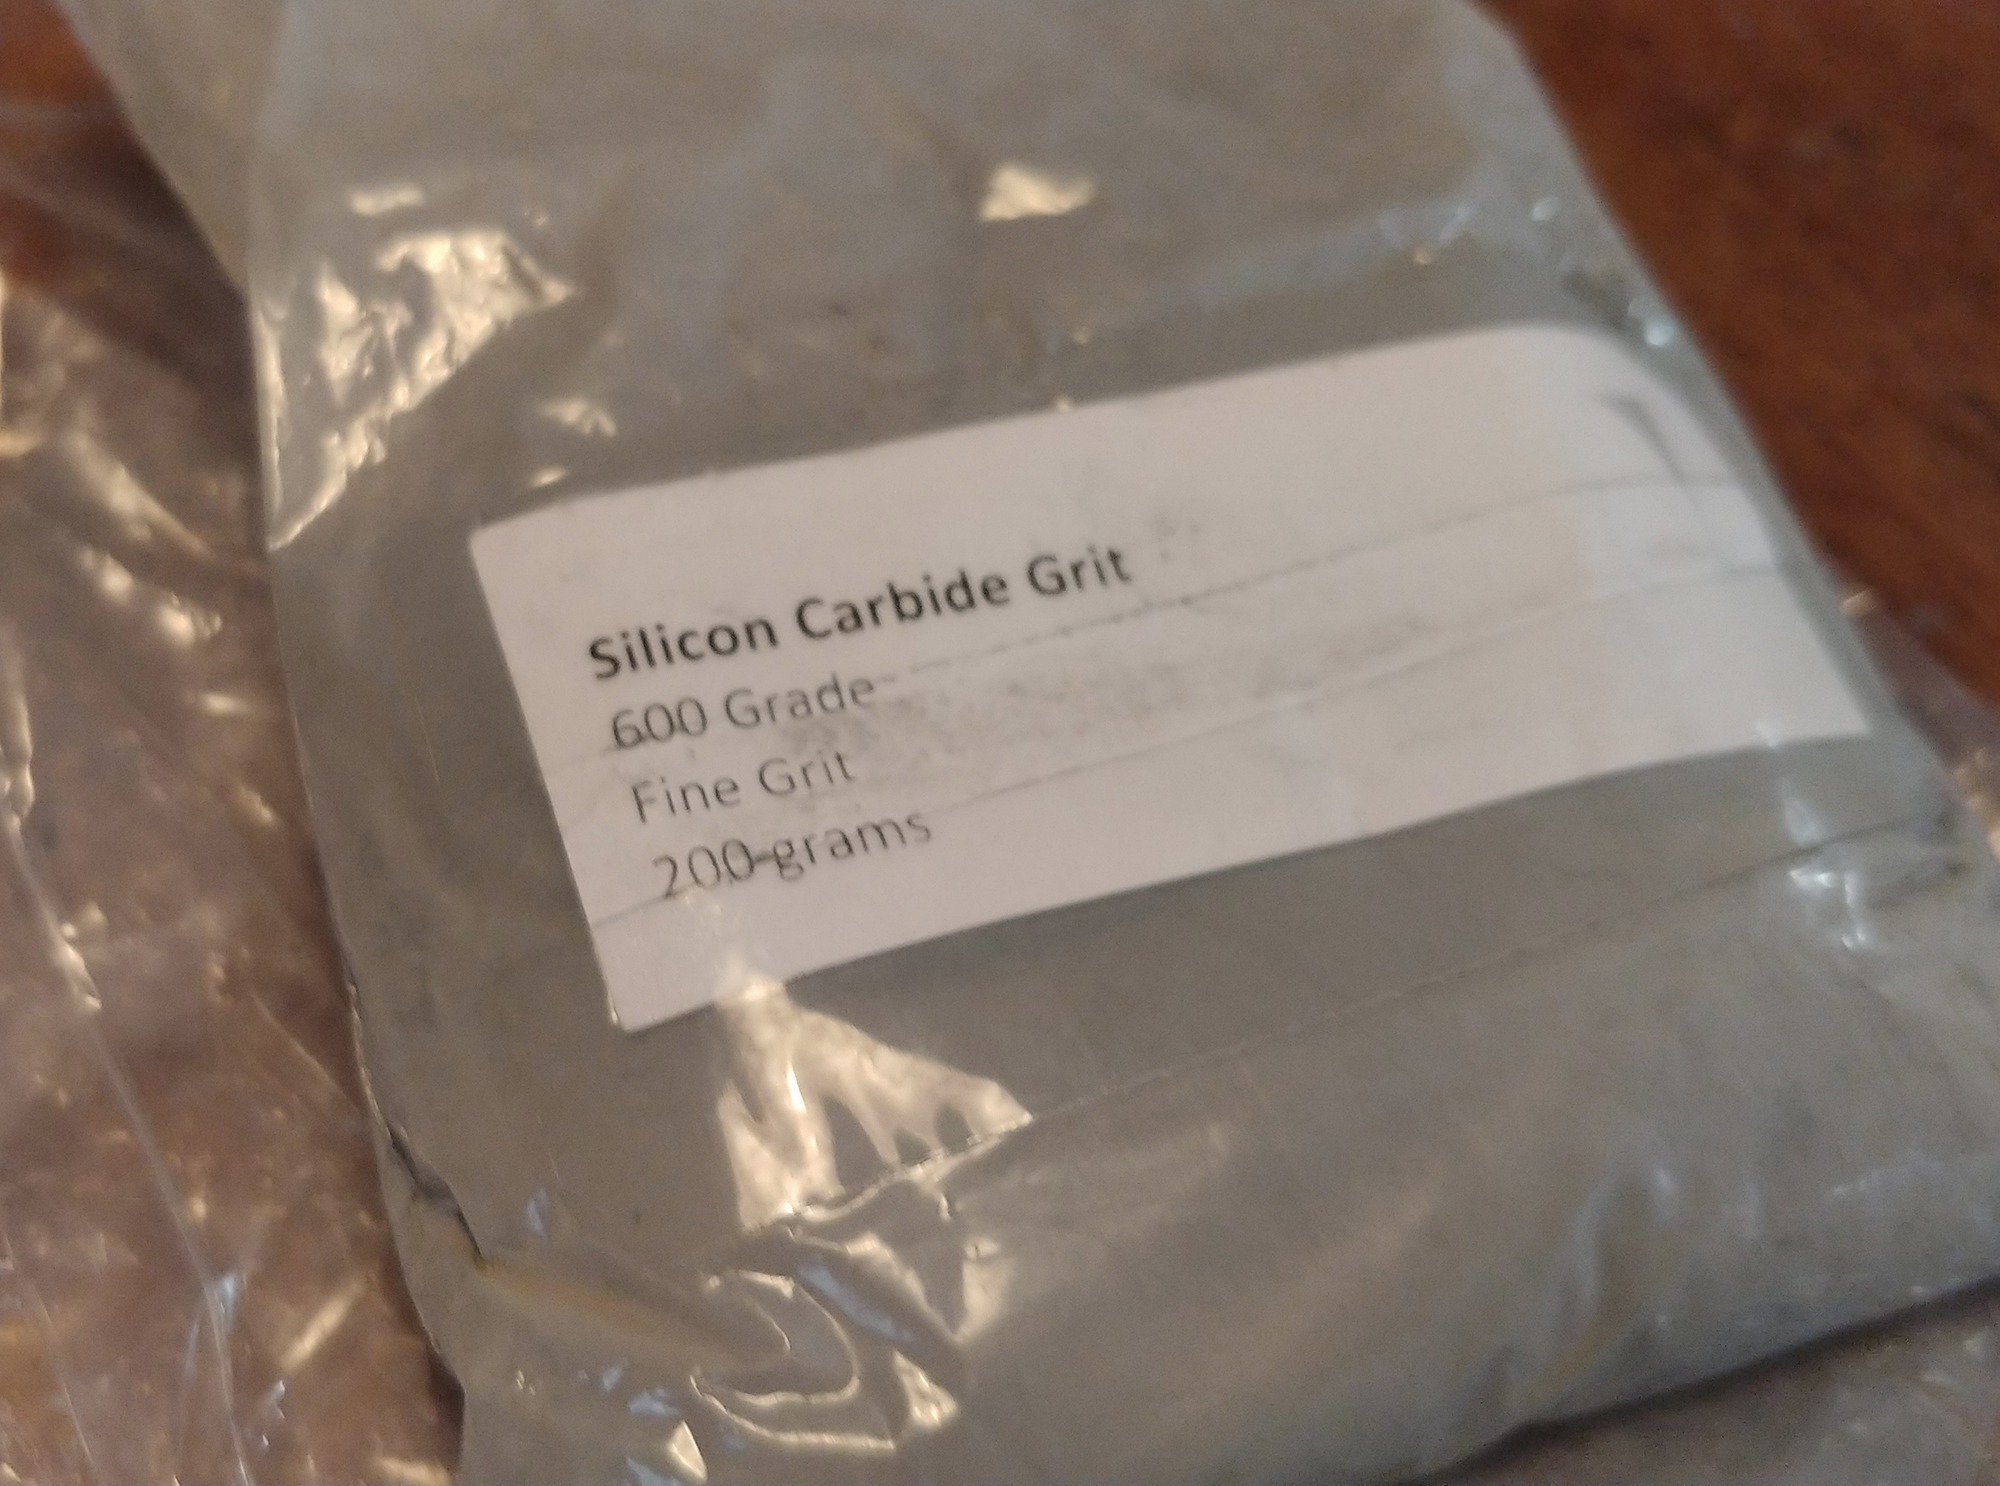 Silicon Carbide Grit
600 Grade
Fine Grit
200 grams